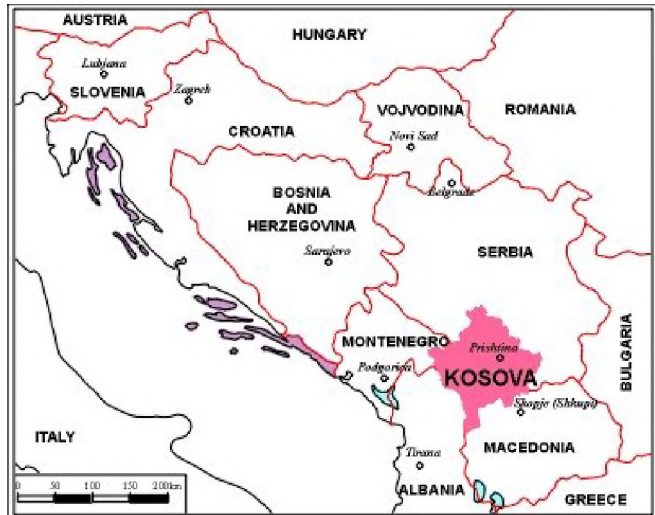 AUSTRIA
HUNGARY
Lubjana
SLOVENIA
Zagreb
VOJVODINA
ROMANIA
CROATIA
Novi Sad
BOSNIA
AND
HERZEGOVINA
Belgrade
Sarajevo
SERBIA
MONTENEGRO
Podgorica
Prishtina
KOSOVA
BULGARIA
Skopje (Shkupi)
ITALY
MACEDONIA
Tirana
ALBANIA
GREECE
0 50 100 150 200km